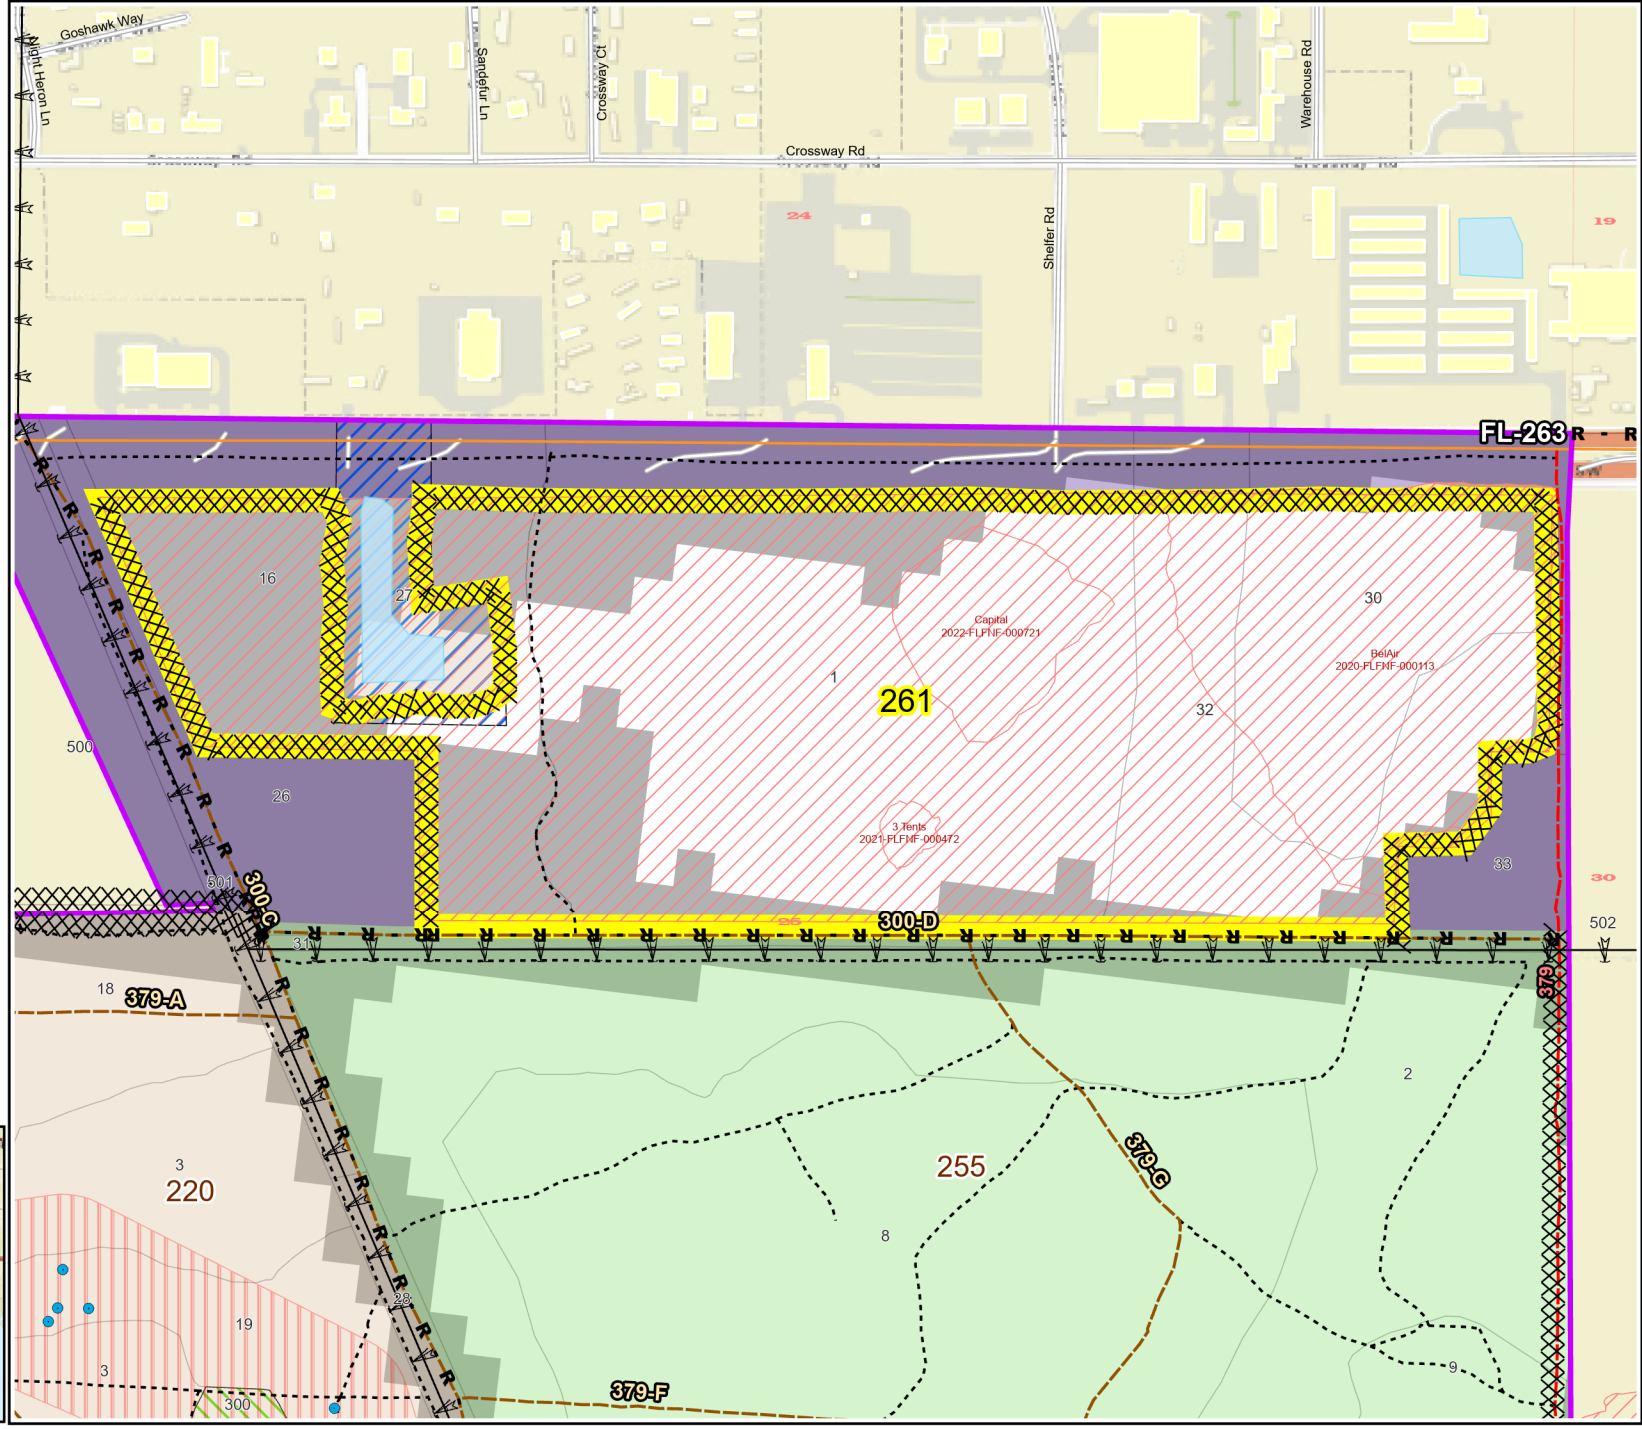 Goshawk Way
Night Heron Ln
Sandefur Ln
Crossway Ct
Warehouse Rd
Crossway Rd
Shelfer Rd
24
19
FL-263
R - R
16
27
30
Capital
2022-FLFNF-000721
BelAir
2020-FLFNF-000113
1
261
32
500
26
3 Tents
2021-FLFNF-000472
33
501
300-C
30
25
300-D
502
31
18
379-A
379
2
3
220
255
379-G
8
28
19
3
9
300
379-F